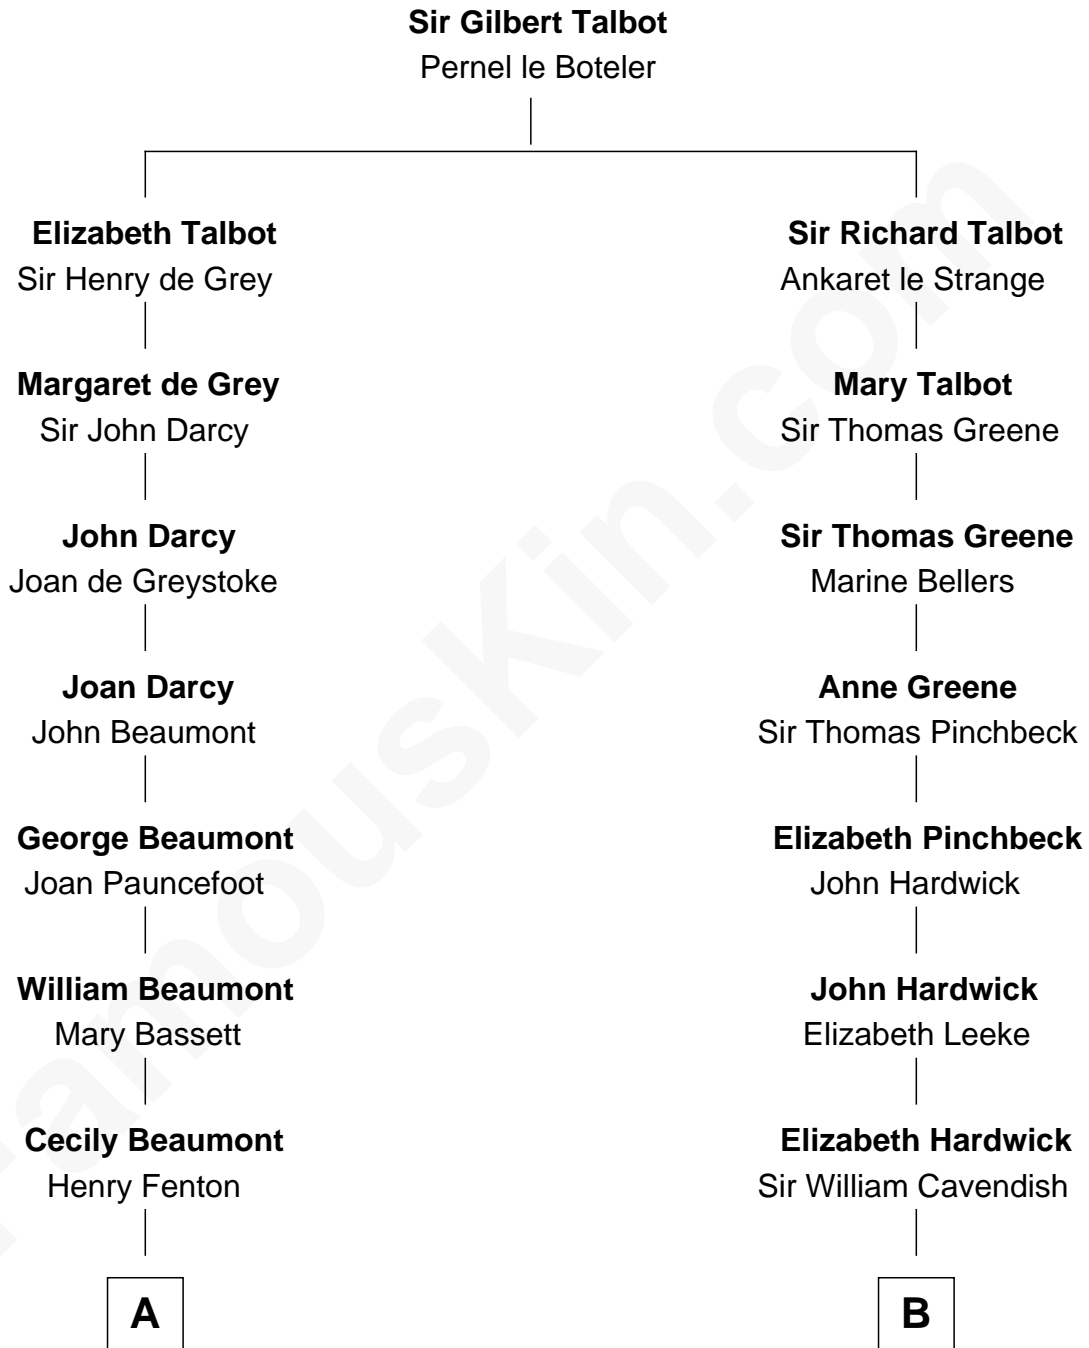 Sir Gilbert Talbot
Pernel le Boteler
Elizabeth Talbot
Sir Henry de Grey
Sir Richard Talbot
Ankaret le Strange
Margaret de Grey
Sir John Darcy
Mary Talbot
Sir Thomas Greene
John Darcy
Joan de Greystoke
Sir Thomas Greene
Marine Bellers
Joan Darcy
John Beaumont
Anne Greene
Sir Thomas Pinchbeck
George Beaumont
Joan Pauncefoot
Elizabeth Pinchbeck
John Hardwick
William Beaumont
Mary Bassett
John Hardwick
Elizabeth Leeke
Cecily Beaumont
Henry Fenton
Elizabeth Hardwick
Sir William Cavendish
A
B
FamousKin.com